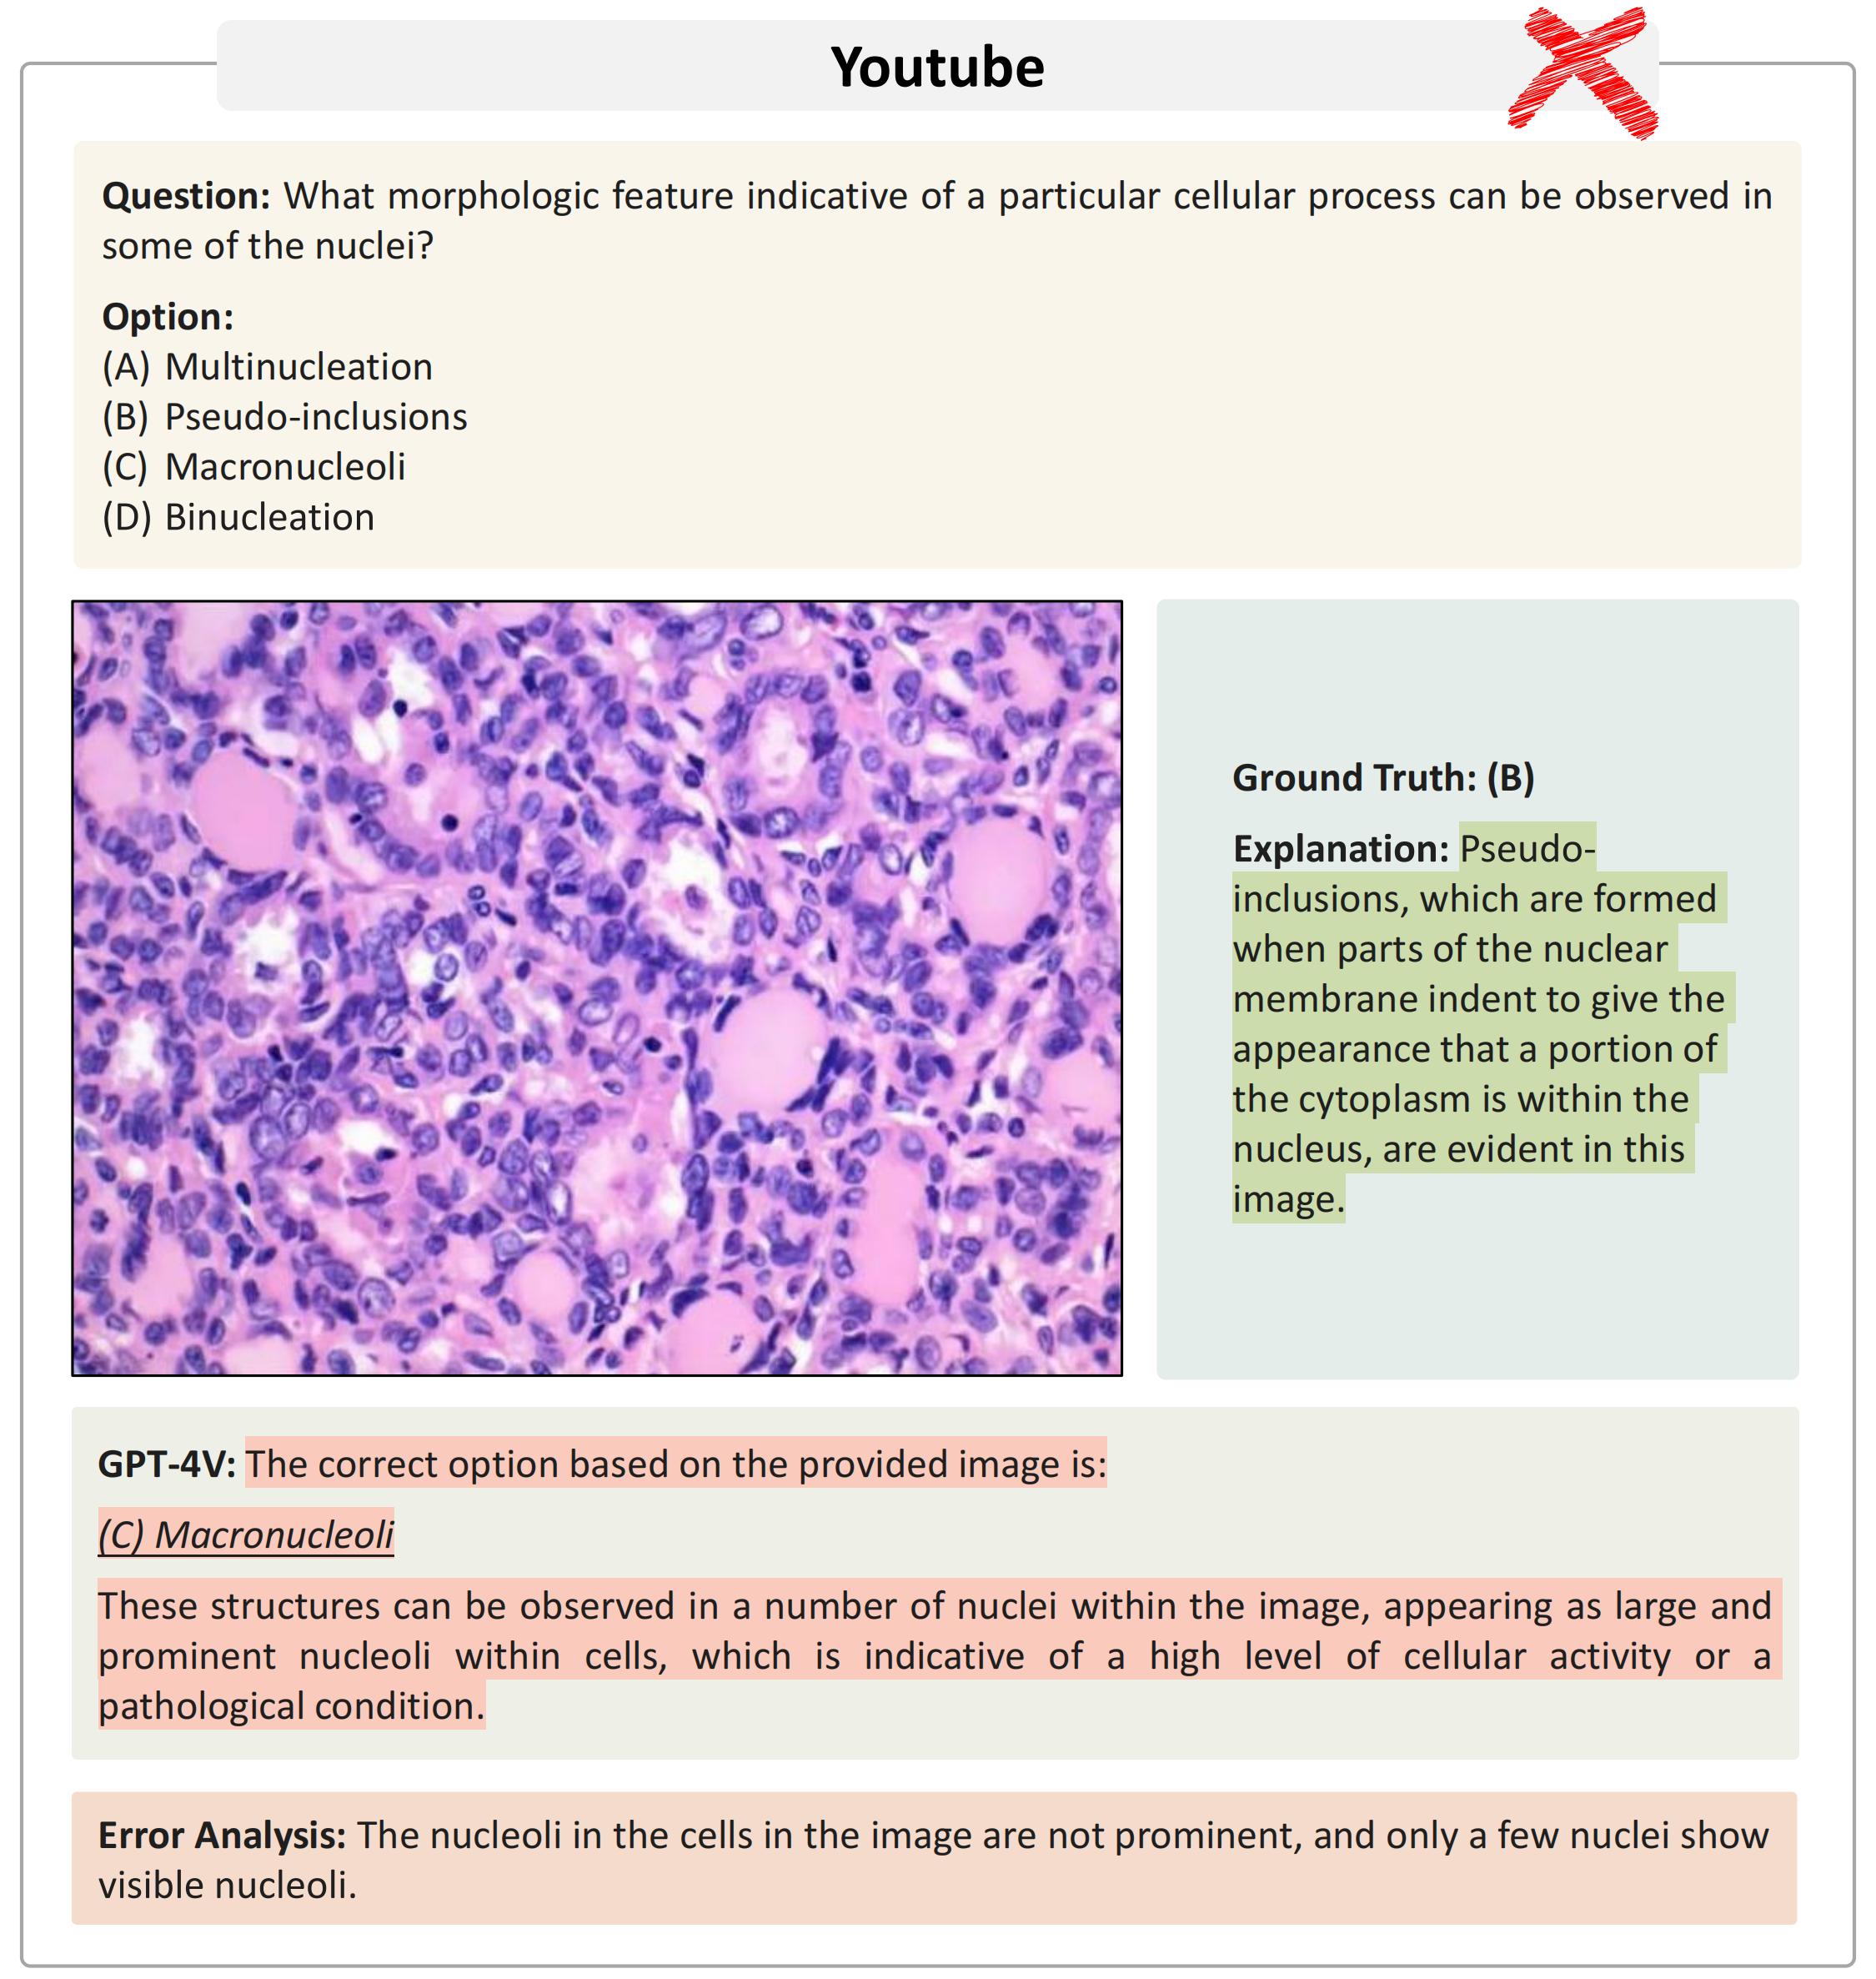 Youtube
Question: What morphologic feature indicative of a particular cellular process can be observed in
some of the nuclei?
Option:
(A) Multinucleation
(B) Pseudo-inclusions
(C) Macronucleoli
(D) Binucleation
Ground Truth: (B)
Explanation: Pseudo-
inclusions, which are formed
when parts of the nuclear
membrane indent to give the
appearance that a portion of
the cytoplasm is within the
nucleus, are evident in this
image.
GPT-4V: The correct option based on the provided image is:
(C) Macronucleoli
These structures can be observed in a number of nuclei within the image, appearing as large and
prominent nucleoli within cells, which is indicative of a high level of cellular activity or a
pathological condition.
Error Analysis: The nucleoli in the cells in the image are not prominent, and only a few nuclei show
visible nucleoli.